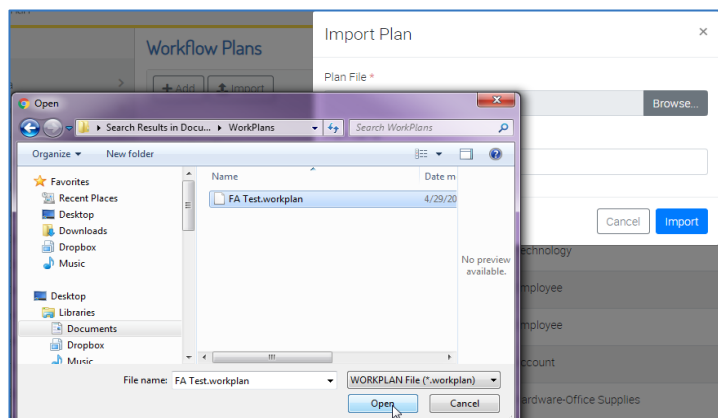 Import Plan ×
Workflow Plans
Plan File *
+ Add Import
Browse...
Open
Search Results in Docu... WorkPlans Search WorkPlans
Organize New folder
Name Date m
Favorites
FA Test.workplan 4/29/20
Recent Places
Desktop
Downloads
Dropbox
Music
No preview
available.
Desktop
Libraries
Documents
Dropbox
Music
File name: FA Test.workplan WORKPLAN File (*.workplan)
Open Cancel
Cancel Import
echnology
mployee
mployee
ccount
ardware-Office Supplies